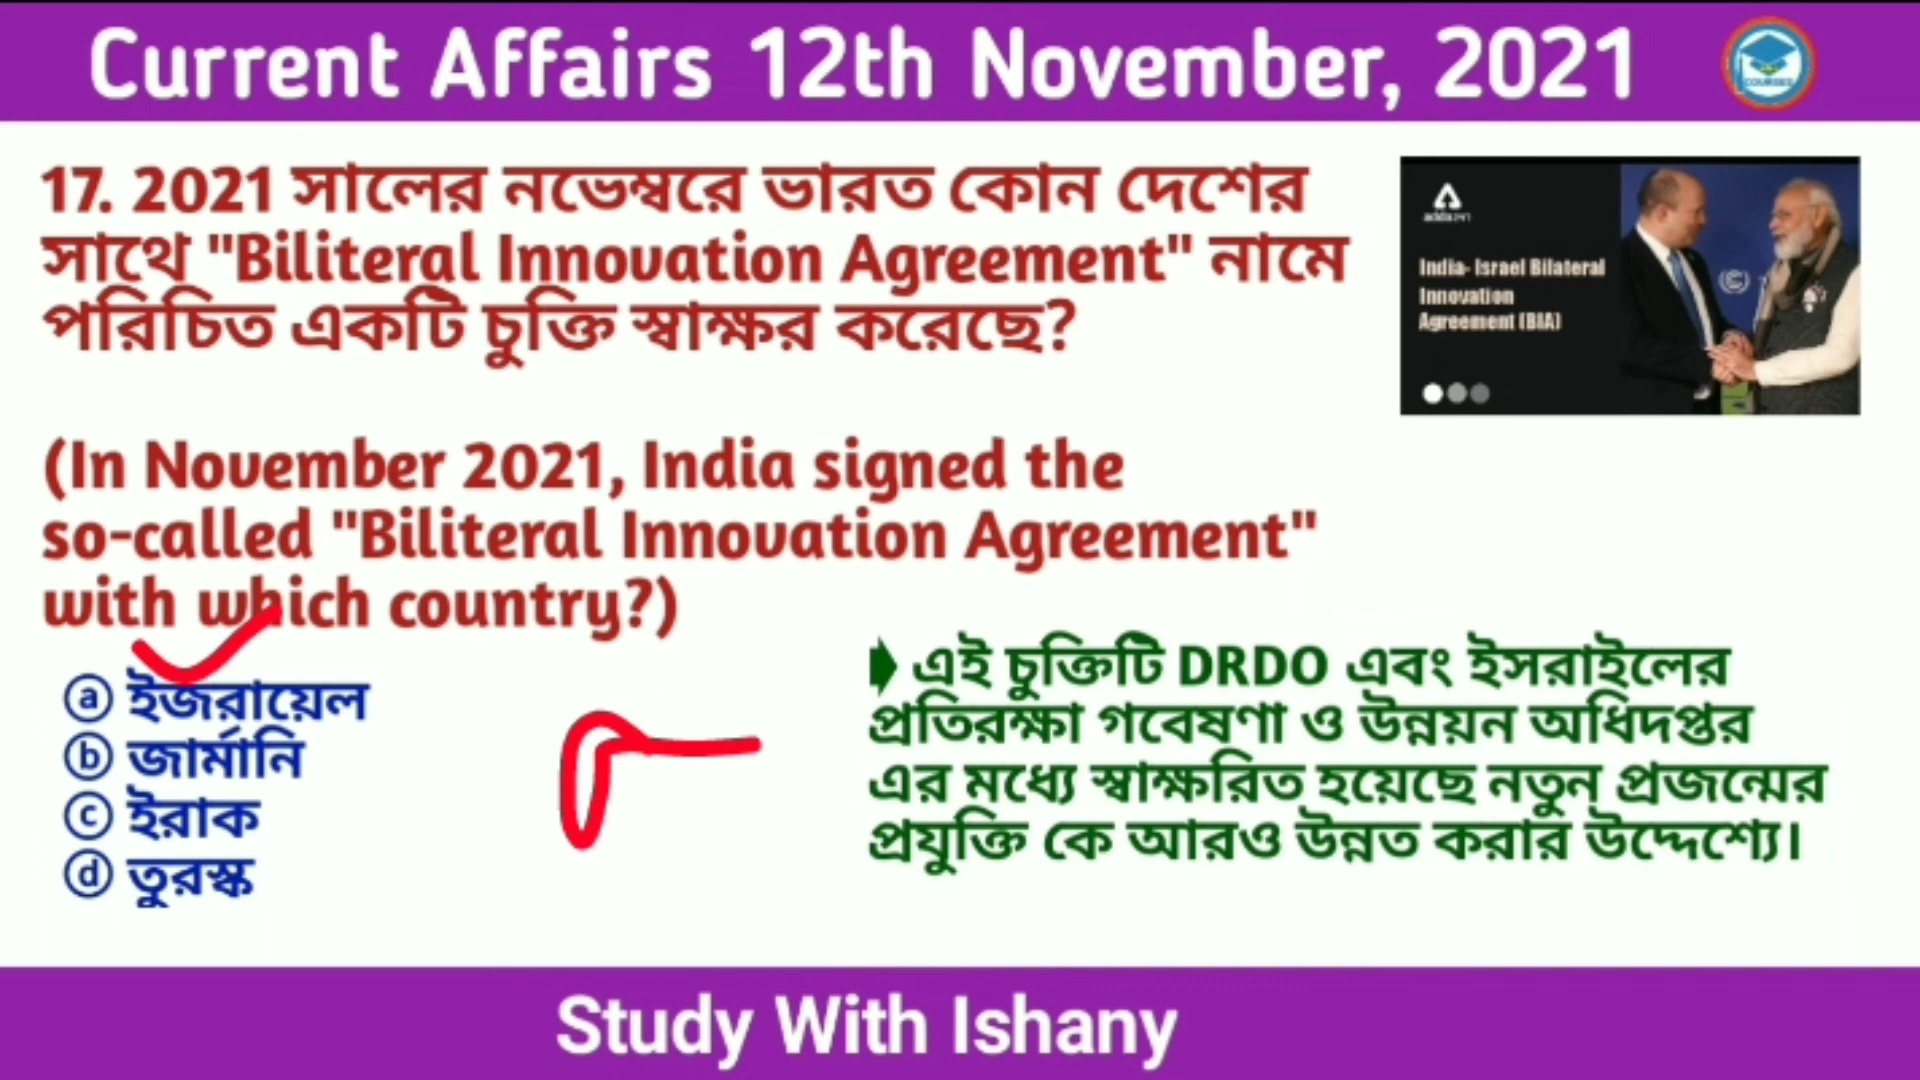 Current Affairs 12th November, 2021
COURSES
17. 2021 সালের নভেম্বরে ভারত কোন দেশের
সাথে "Biliteral Innovation Agreement" নামে
পরিচিত একটি চুক্তি স্বাক্ষর করেছে?
adda247
India- Israel Bilateral
Innovation
Agreement (BIA)
(In November 2021, India signed the
so-called "Biliteral Innovation Agreement"
with which country?)
ⓐ ইজরায়েল
ⓑ জার্মানি
ⓒ ইরাক
ⓓ তুরস্ক
এই চুক্তিটি DRDO এবং ইসরাইলের
প্রতিরক্ষা গবেষণা ও উন্নয়ন অধিদপ্তর
এর মধ্যে স্বাক্ষরিত হয়েছে নতুন প্রজন্মের
প্রযুক্তি কে আরও উন্নত করার উদ্দেশ্যে।
Study With Ishany